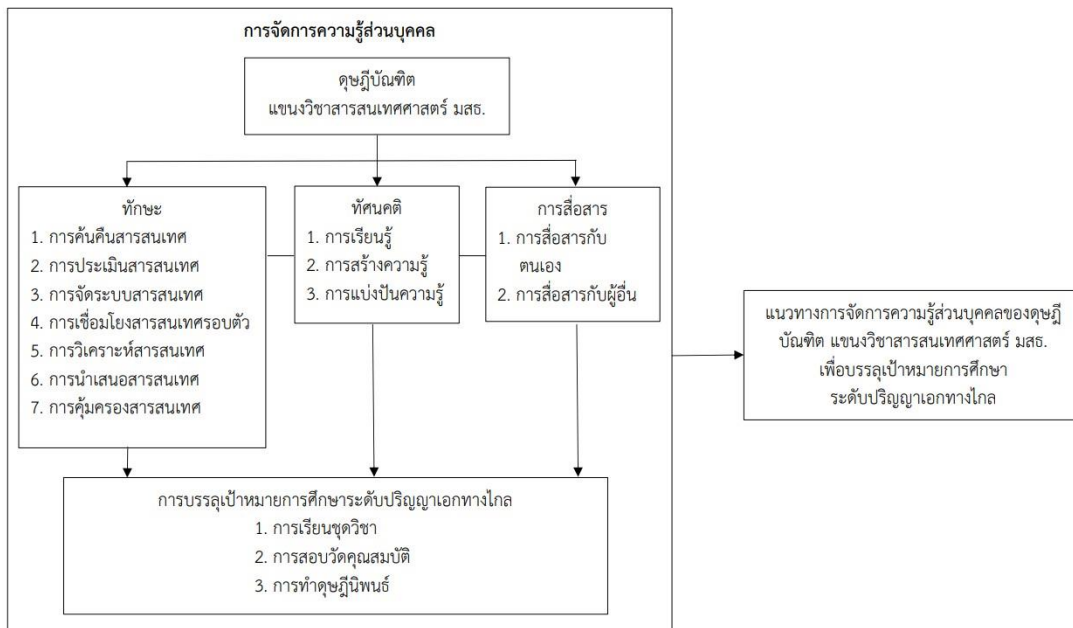 การจัดการความรู้ส่วนบุคคล
ดุษฎีบัณฑิต
แขนงวิชาสารสนเทศศาสตร์ มสธ.
ทักษะ
1. การค้นคืนสารสนเทศ
2. การประเมินสารสนเทศ
3. การจัดระบบสารสนเทศ
4. การเชื่อมโยงสารสนเทศรอบตัว
5. การวิเคราะห์สารสนเทศ
6. การนำเสนอสารสนเทศ
7. การคุ้มครองสารสนเทศ
ทัศนคติ
1. การเรียนรู้
2. การสร้างความรู้
3. การแบ่งปันความรู้
การสื่อสาร
1. การสื่อสารกับ
ตนเอง
2. การสื่อสารกับผู้อื่น
การบรรลุเป้าหมายการศึกษาระดับปริญญาเอกทางไกล
1. การเรียนชุดวิชา
2. การสอบวัดคุณสมบัติ
3. การทำดุษฎีนิพนธ์
แนวทางการจัดการความรู้ส่วนบุคคลของดุษฎี
บัณฑิต แขนงวิชาสารสนเทศศาสตร์ มสธ.
เพื่อบรรลุเป้าหมายการศึกษา
ระดับปริญญาเอกทางไกล